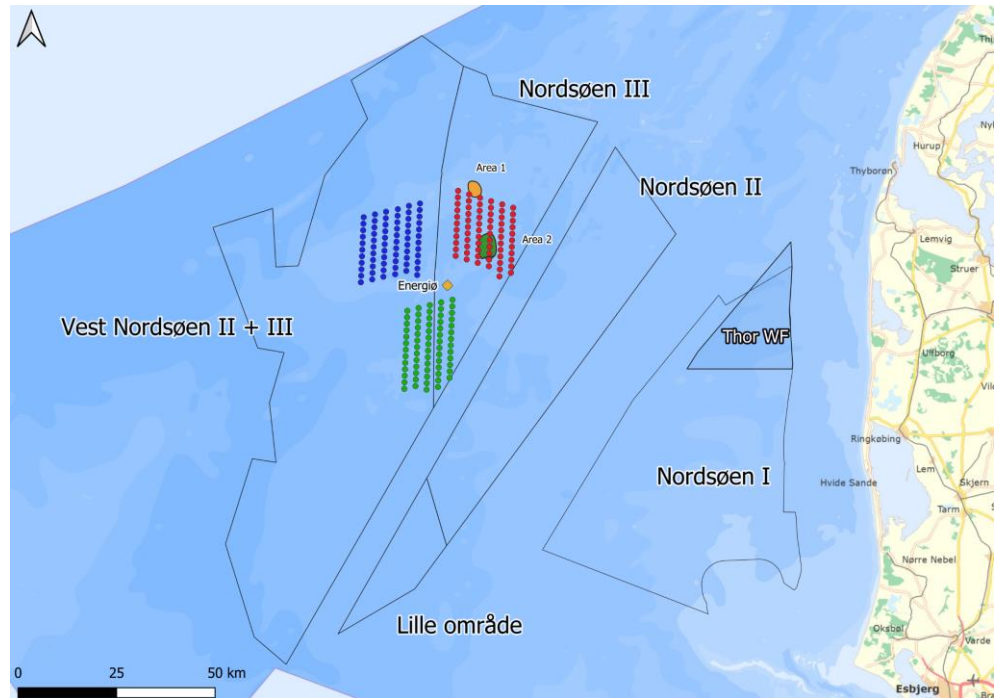 Nordsøen III
Area 1
Nordsøen II
Area 2
Energiø
Vest Nordsøen II + III
Thor WF
Nordsøen I
Lille område
Hurup
Thyborøn
Lemvig
Struer
Ulfborg
Ringkøbing
Hvide Sande
Lem
Skjern
Tarm
Nørre Nebel
Oksbøl
Varde
Esbjerg
0 25 50 km